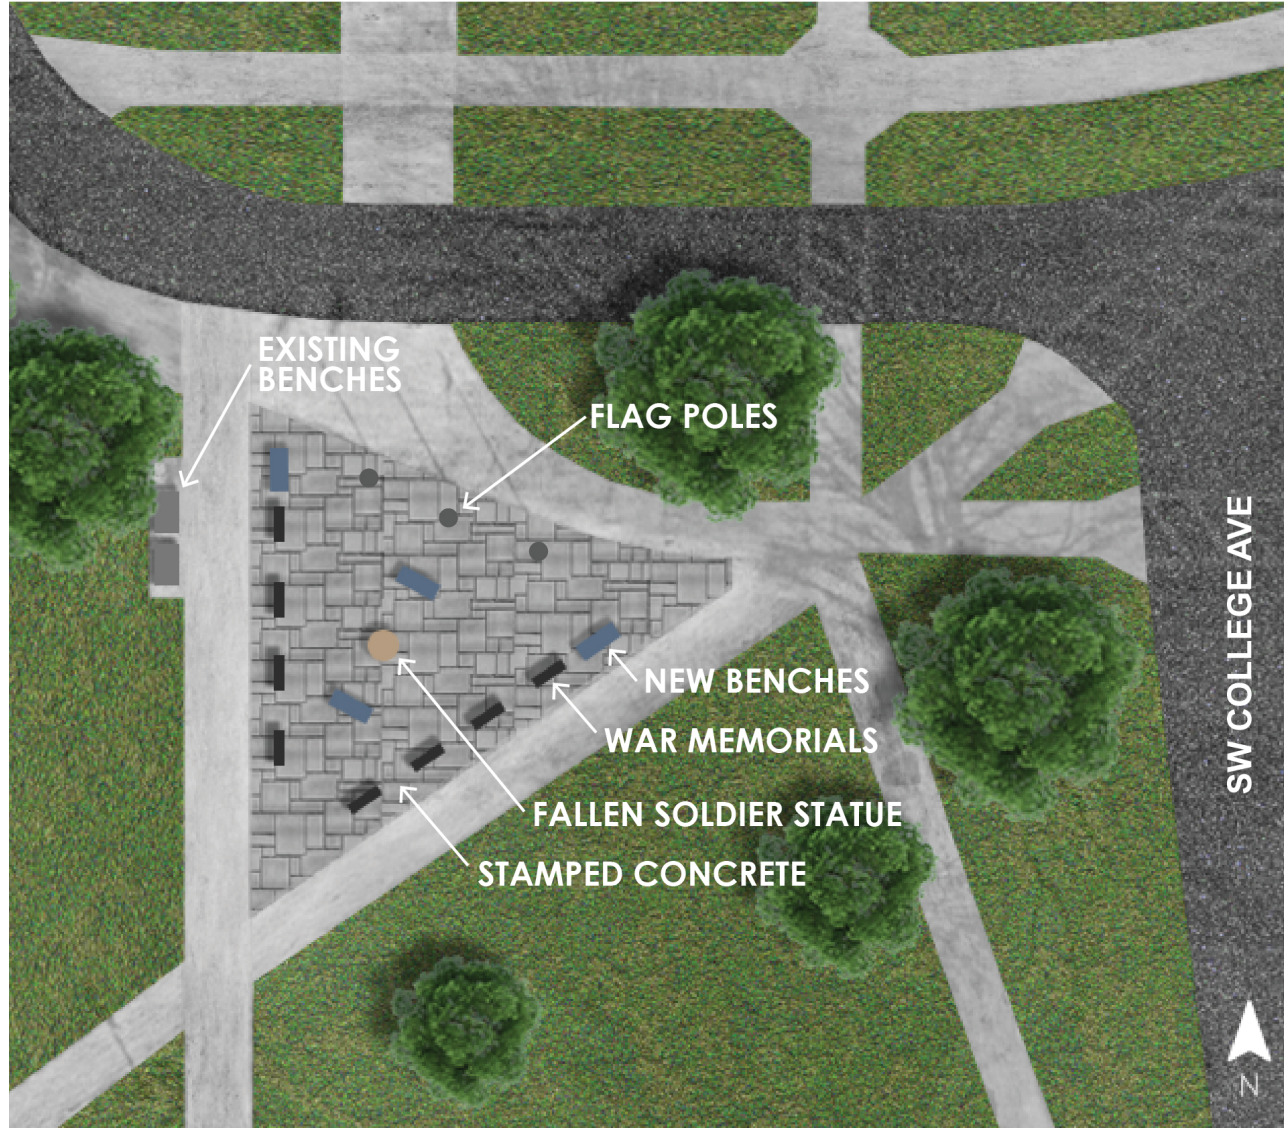 EXISTING
BENCHES
FLAG POLES
NEW BENCHES
WAR MEMORIALS
FALLEN SOLDIER STATUE
STAMPED CONCRETE
SW COLLEGE AVE
N